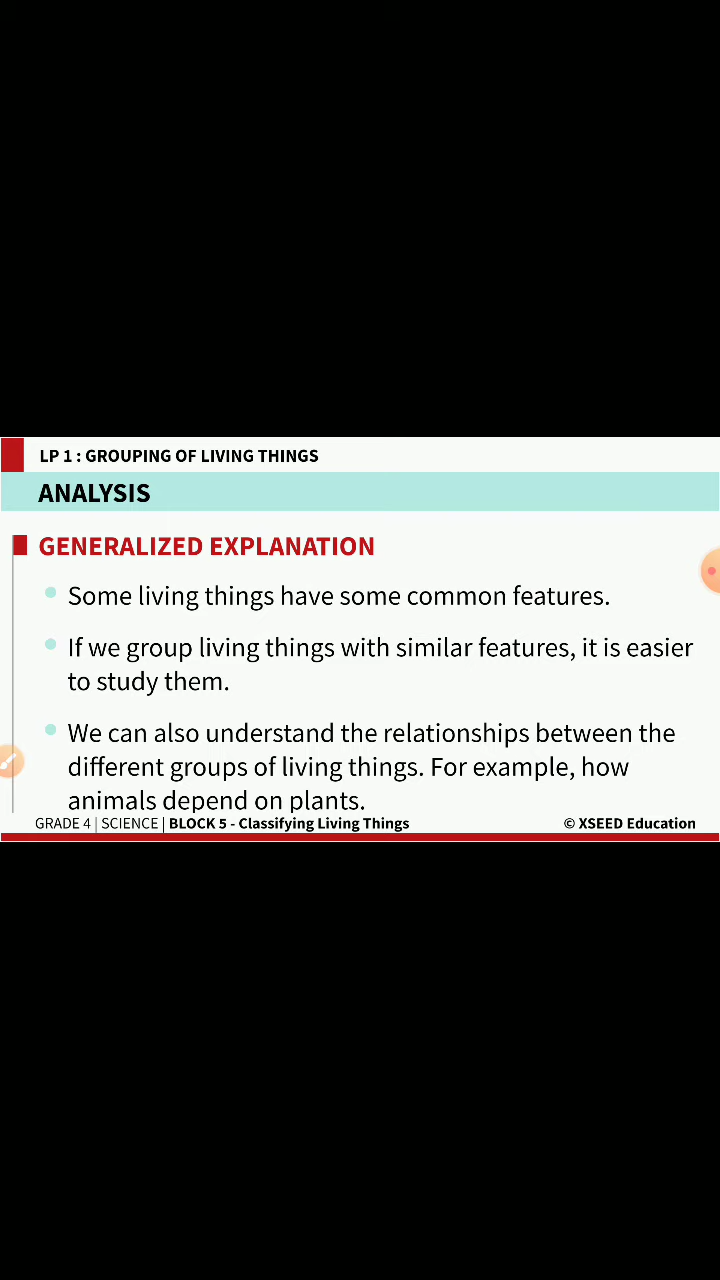 LP 1 : GROUPING OF LIVING THINGS
ANALYSIS
GENERALIZED EXPLANATION
Some living things have some common features.
If we group living things with similar features, it is easier
to study them.
We can also understand the relationships between the
different groups of living things. For example, how
animals depend on plants.
GRADE 4 | SCIENCE | BLOCK 5 - Classifying Living Things
© XSEED Education